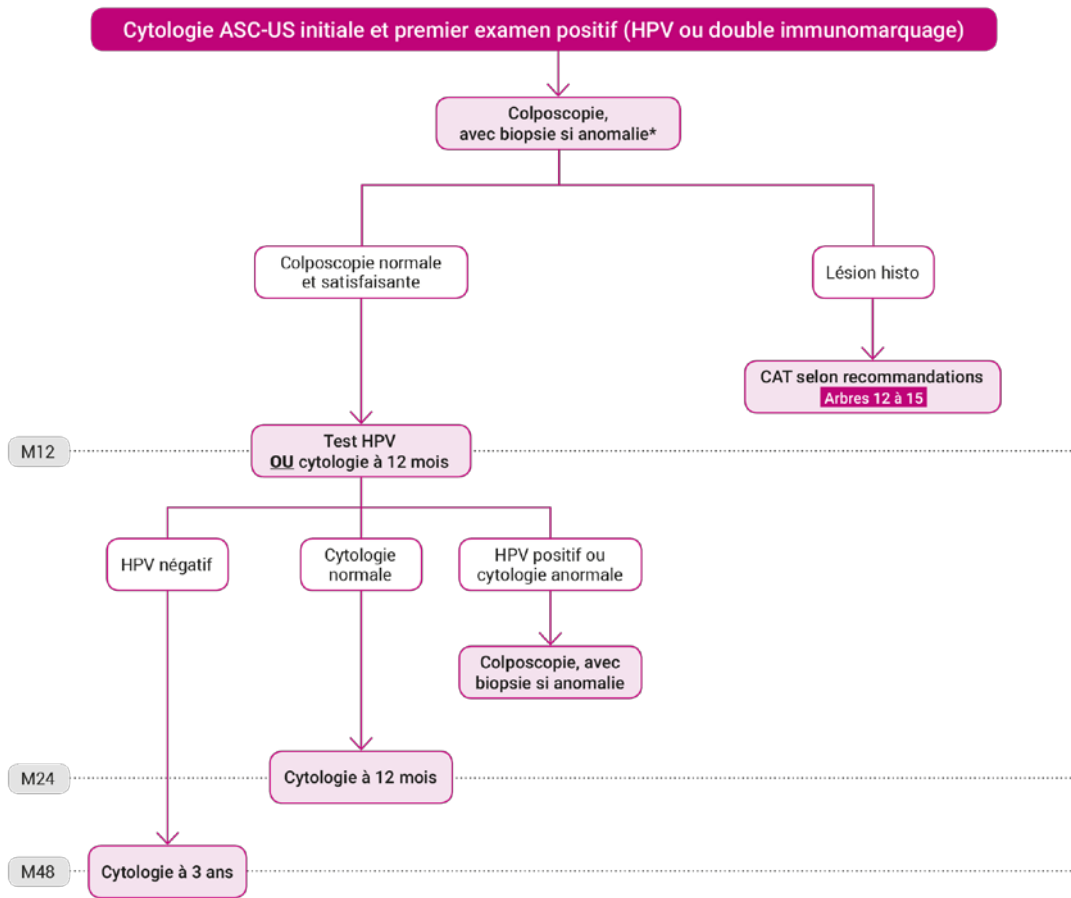 Cytologie ASC-US initiale et premier examen positif (HPV ou double immunomarquage)
Colposcopie,
avec biopsie si anomalie*
Colposcopie normale
et satisfaisante
Lésion histo
CAT selon recommandations
Arbres 12 à 15
M12
Test HPV
OU cytologie à 12 mois
HPV négatif
Cytologie
normale
HPV positif ou
cytologie anormale
Colposcopie, avec
biopsie si anomalie
M24
Cytologie à 12 mois
M48
Cytologie à 3 ans